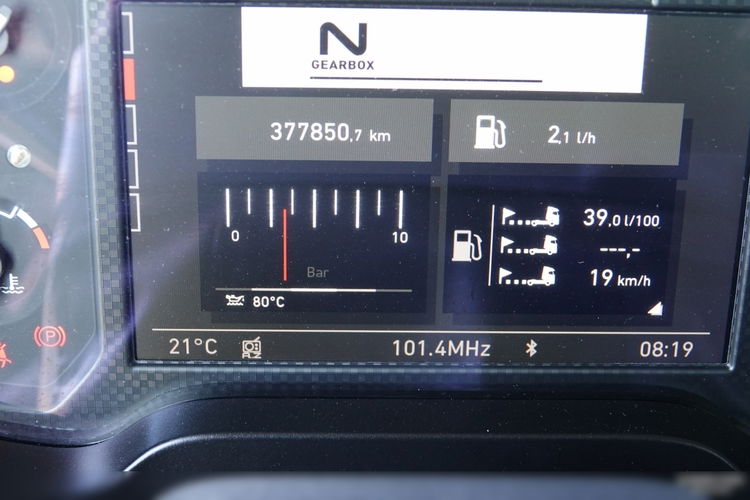 N
GEARBOX
377850,7 km
2,1 l/h
0 10
Bar
80°C
39,0 l/100
---,-
19 km/h
21°C
101.4MHz
08:19
P